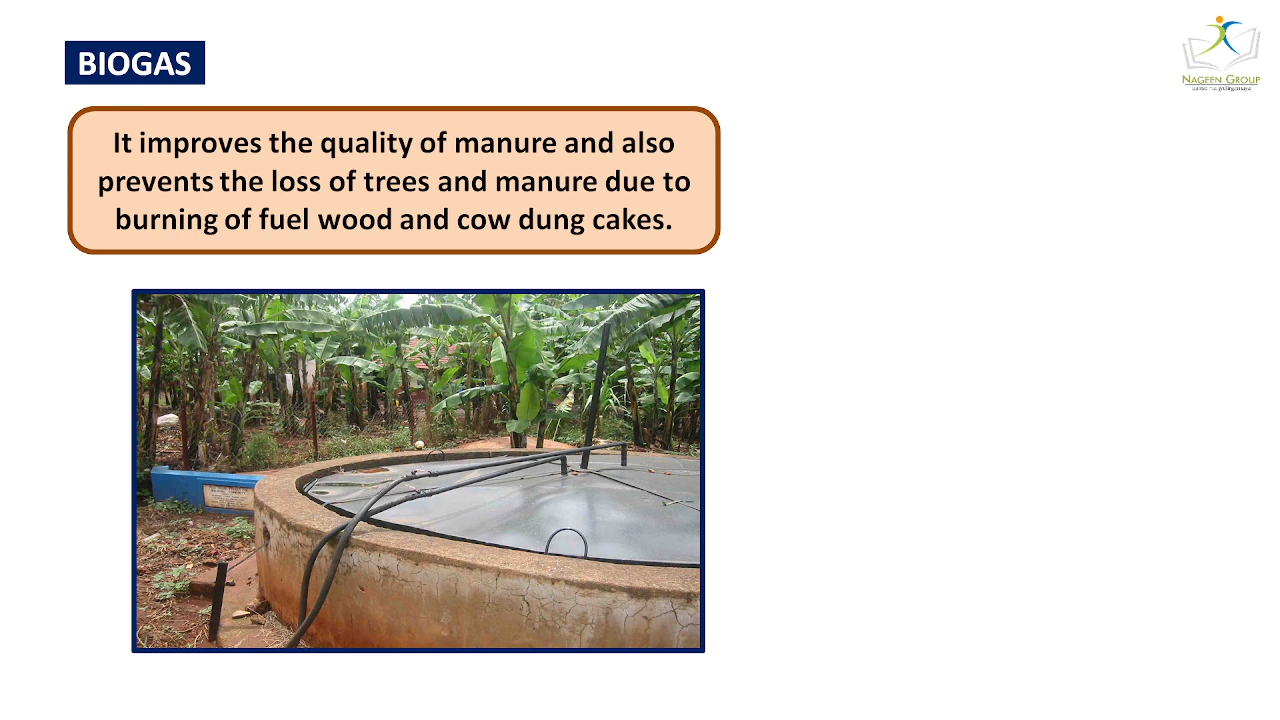 BIOGAS
NAGEEN GROUP
It improves the quality of manure and also
prevents the loss of trees and manure due to
burning of fuel wood and cow dung cakes.